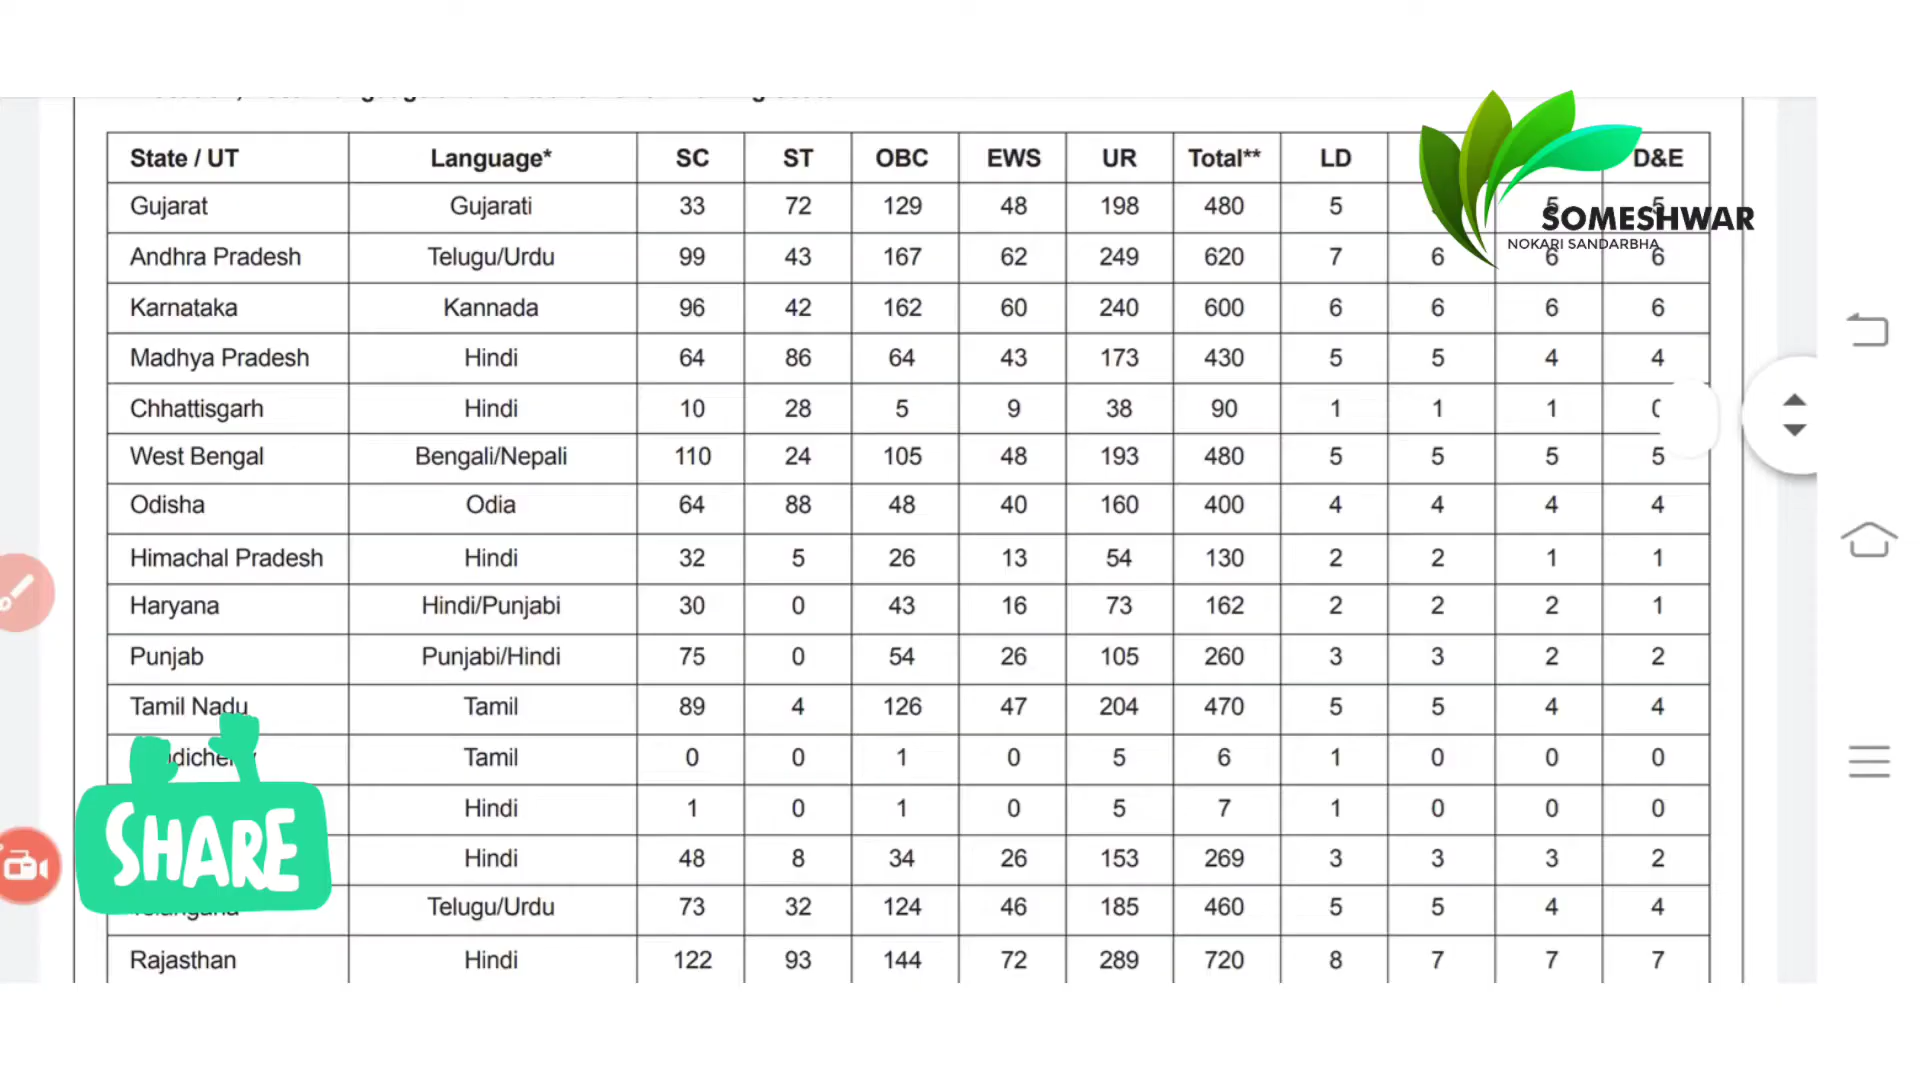 State / UT Language* SC ST OBC EWS UR Total** LD D&E
Gujarat Gujarati 33 72 129 48 198 480 5 5 5
Andhra Pradesh Telugu/Urdu 99 43 167 62 249 620 7 6 6 6
Karnataka Kannada 96 42 162 60 240 600 6 6 6 6
Madhya Pradesh Hindi 64 86 64 43 173 430 5 5 4 4
Chhattisgarh Hindi 10 28 5 9 38 90 1 1 1 0
West Bengal Bengali/Nepali 110 24 105 48 193 480 5 5 5 5
Odisha Odia 64 88 48 40 160 400 4 4 4 4
Himachal Pradesh Hindi 32 5 26 13 54 130 2 2 1 1
Haryana Hindi/Punjabi 30 0 43 16 73 162 2 2 2 1
Punjab Punjabi/Hindi 75 0 54 26 105 260 3 3 2 2
Tamil Nadu Tamil 89 4 126 47 204 470 5 5 4 4
Tamil 0 0 1 0 5 6 1 0 0 0
Hindi 1 0 1 0 5 7 1 0 0 0
Hindi 48 8 34 26 153 269 3 3 3 2
Telugu/Urdu 73 32 124 46 185 460 5 5 4 4
Rajasthan Hindi 122 93 144 72 289 720 8 7 7 7
SOMESHWAR
NOKARI SANDARBHA
SHARE